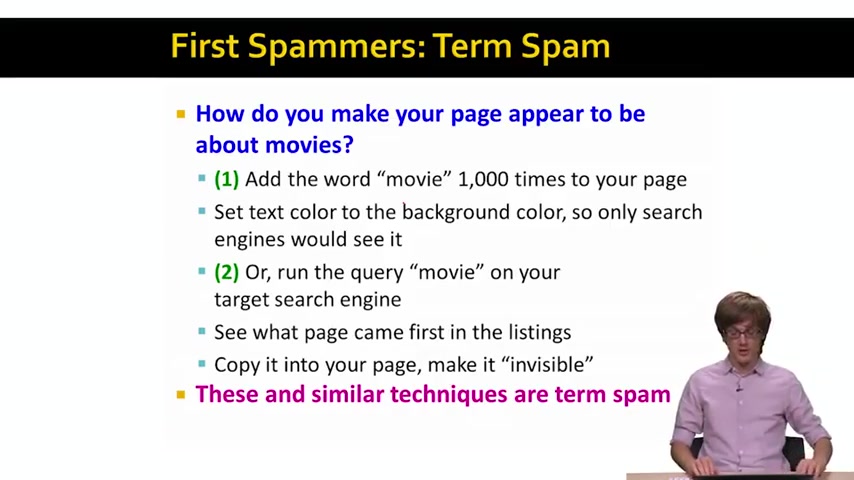 First Spammers: Term Spam
How do you make your page appear to be
about movies?
(1) Add the word “movie” 1,000 times to your page
Set text color to the background color, so only search
engines would see it
(2) Or, run the query “movie” on your
target search engine
See what page came first in the listings
Copy it into your page, make it “invisible”
These and similar techniques are term spam